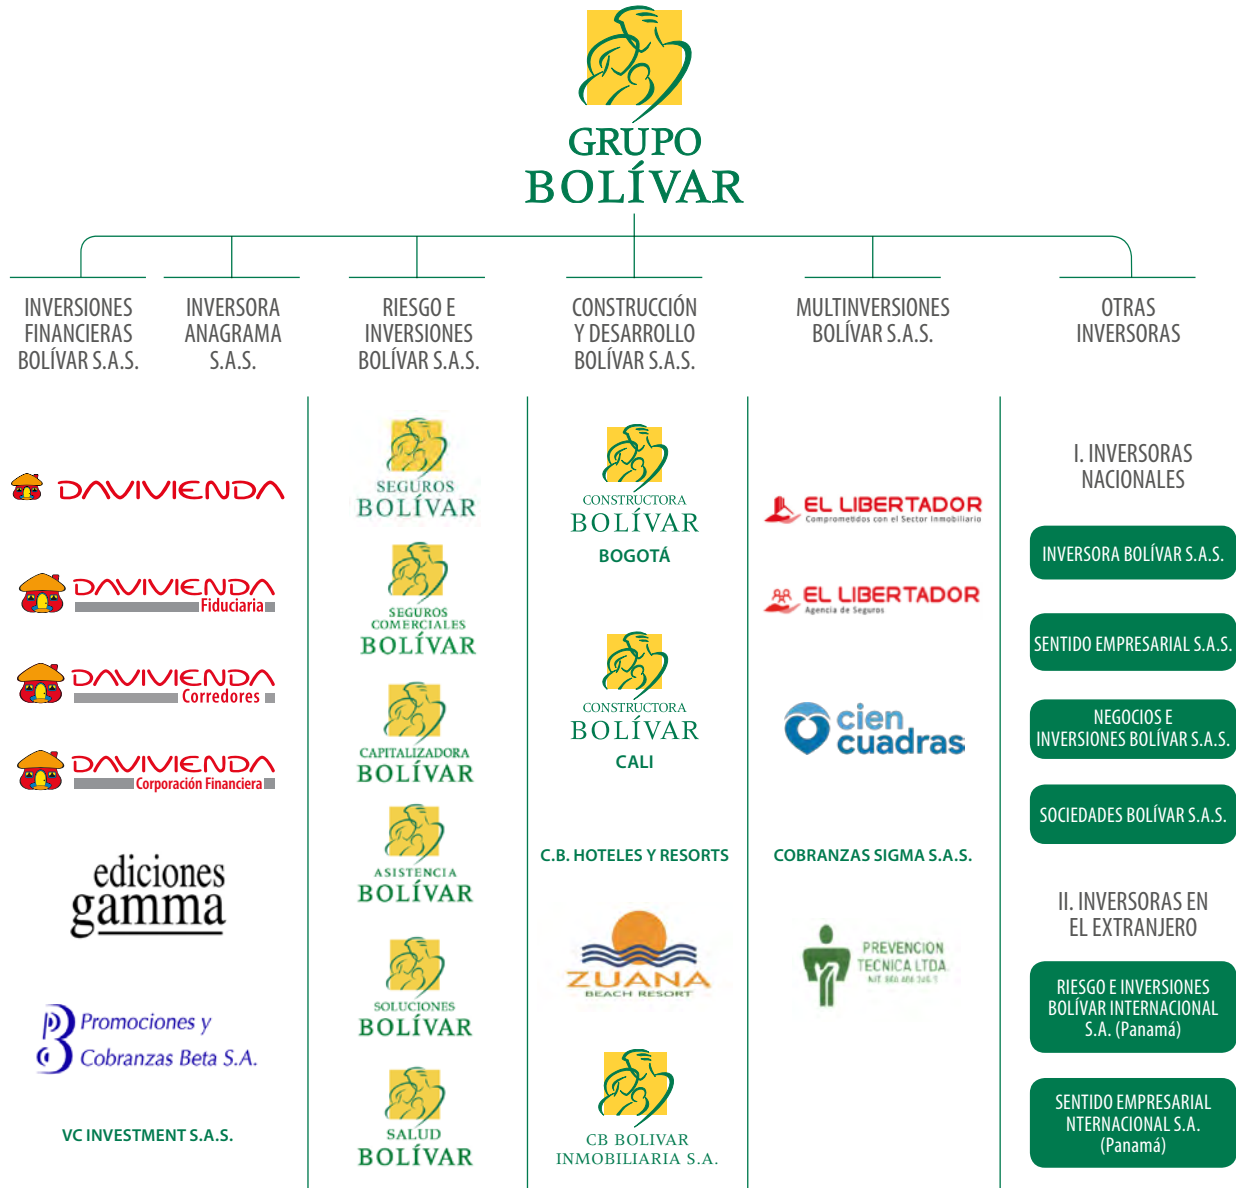 GRUPO
BOLÍVAR
INVERSIONES
FINANCIERAS
BOLÍVAR S.A.S.
INVERSORA
ANAGRAMA
S.A.S.
RIESGO E
INVERSIONES
BOLÍVAR S.A.S.
CONSTRUCCIÓN
Y DESARROLLO
BOLÍVAR S.A.S.
MULTINVERSIONES
BOLÍVAR S.A.S.
OTRAS
INVERSORAS
DAVIVIENDA
DAVIVIENDA
Fiduciaria
DAVIVIENDA
Corredores
DAVIVIENDA
Corporación Financiera
ediciones
gamma
Promociones y
Cobranzas Beta S.A.
VC INVESTMENT S.A.S.
SEGUROS
BOLÍVAR
SEGUROS
COMERCIALES
BOLÍVAR
CAPITALIZADORA
BOLÍVAR
ASISTENCIA
BOLÍVAR
SOLUCIONES
BOLÍVAR
SALUD
BOLÍVAR
CONSTRUCTORA
BOLÍVAR
BOGOTÁ
CONSTRUCTORA
BOLÍVAR
CALI
C.B. HOTELES Y RESORTS
ZUANA
BEACH RESORT
CB BOLIVAR
INMOBILIARIA S.A.
EL LIBERTADOR
Comprometidos con el Sector Inmobiliario
EL LIBERTADOR
Agencia de Seguros
cien
cuadras
COBRANZAS SIGMA S.A.S.
PREVENCION
TECNICA LTDA.
NIT.
I. INVERSORAS
NACIONALES
INVERSORA BOLÍVAR S.A.S.
SENTIDO EMPRESARIAL S.A.S.
NEGOCIOS E
INVERSIONES BOLÍVAR S.A.S.
SOCIEDADES BOLÍVAR S.A.S.
II. INVERSORAS EN
EL EXTRANJERO
RIESGO E INVERSIONES
BOLÍVAR INTERNACIONAL
S.A. (Panamá)
SENTIDO EMPRESARIAL
NTERNACIONAL S.A.
(Panamá)